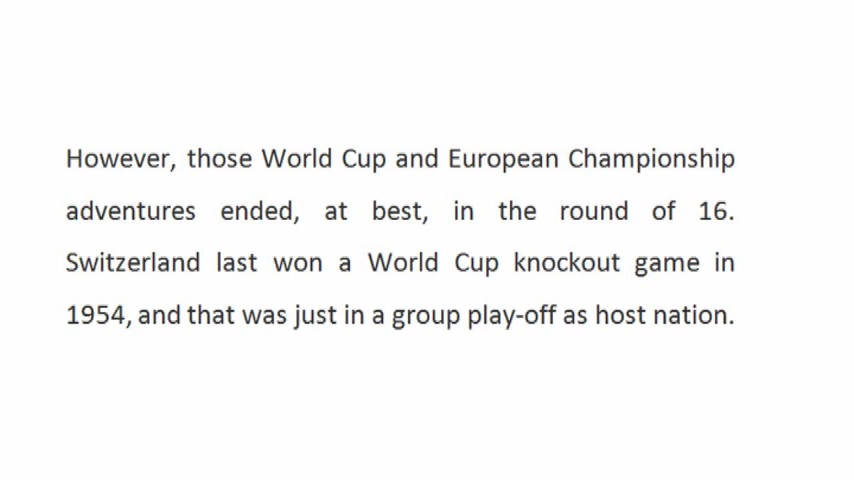 However, those World Cup and European Championship
adventures ended, at best, in the round of 16.
Switzerland last won a World Cup knockout game in
1954, and that was just in a group play-off as host nation.